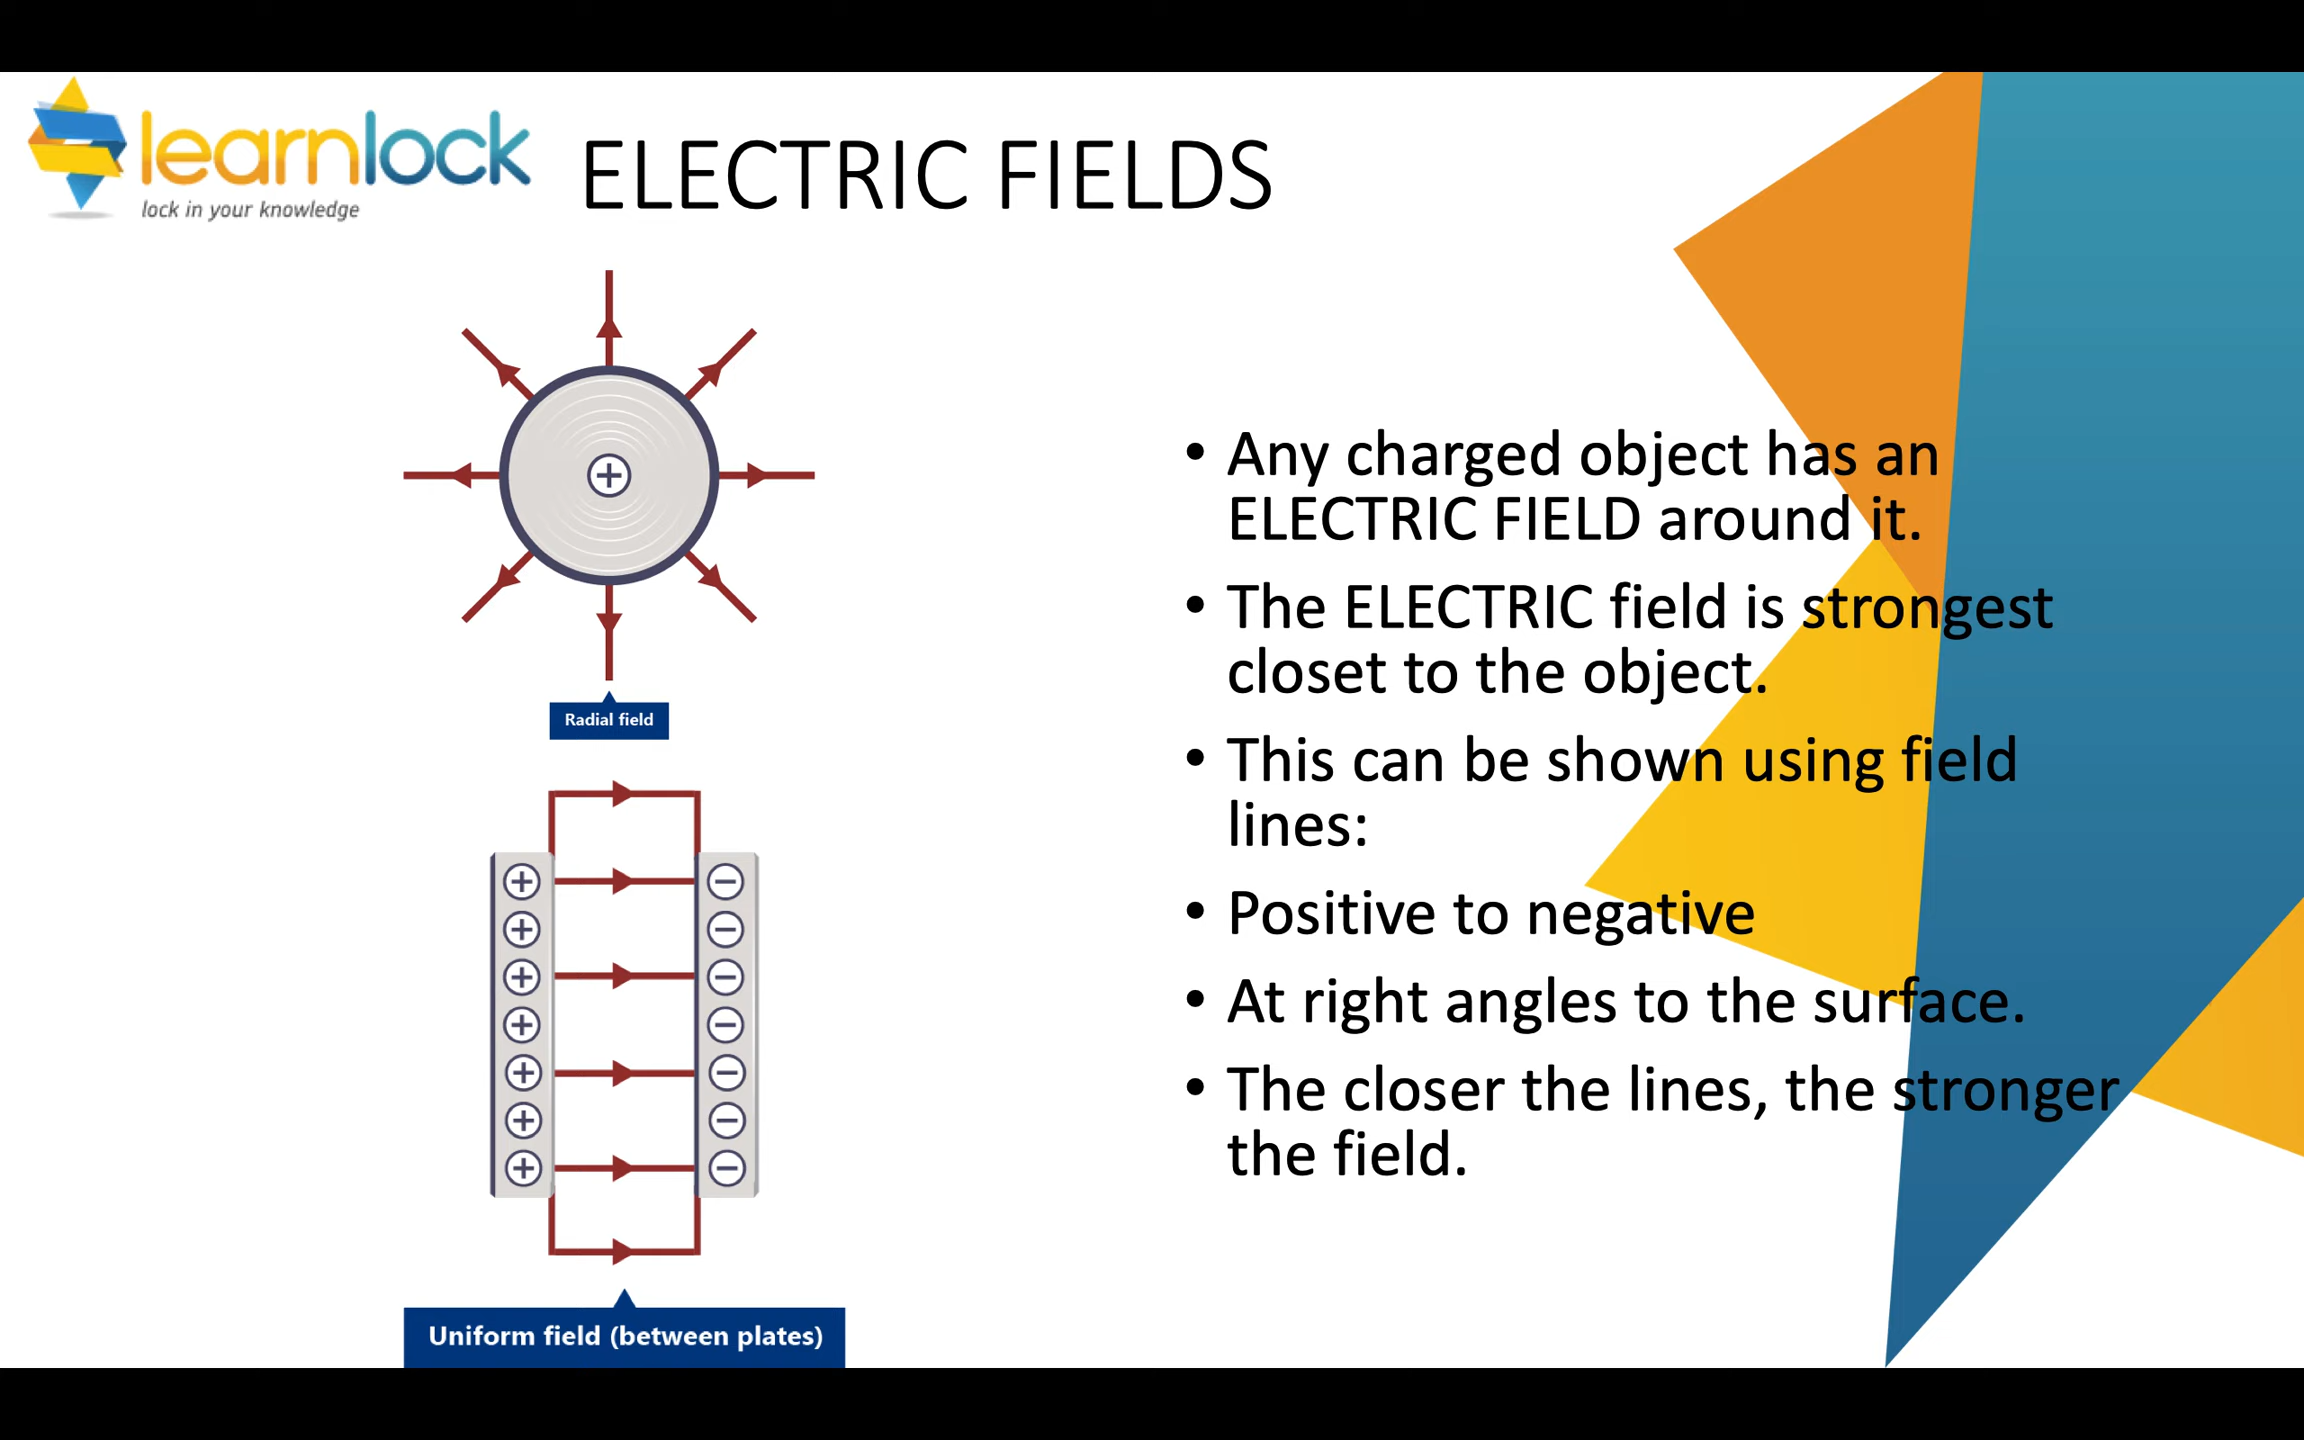 learnlock
lock in your knowledge
ELECTRIC FIELDS
Radial field
Uniform field (between plates)
• Any charged object has an
ELECTRIC FIELD around it.
• The ELECTRIC field is strongest
closet to the object.
• This can be shown using field
lines:
• Positive to negative
• At right angles to the surface.
• The closer the lines, the stronger
the field.